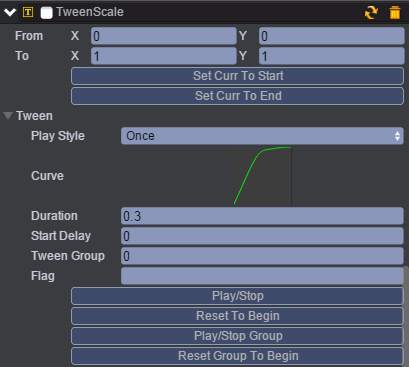 T TweenScale
From X 0 Y 0
To X 1 Y 1
Set Curr To Start
Set Curr To End
Tween
Play Style Once
Curve
Duration 0.3
Start Delay 0
Tween Group 0
Flag
Play/Stop
Reset To Begin
Play/Stop Group
Reset Group To Begin